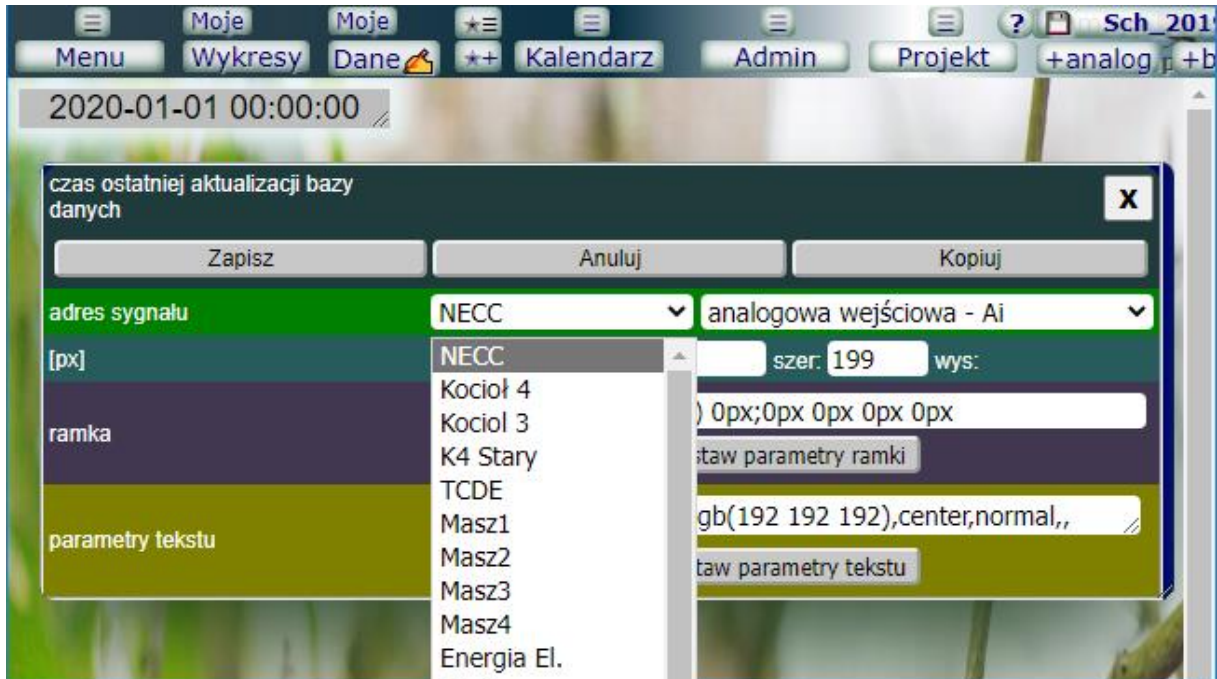 Moje Moje ★≡ ? Sch_201
Menu Wykresy Dane ★+ Kalendarz Admin Projekt +analog +b
2020-01-01 00:00:00
czas ostatniej aktualizacji bazy
danych
X
Zapisz Anuluj Kopiuj
adres sygnału NECC analogowa wejściowa - Ai
[px] szer: 199 wys:
ramka ) 0px;0px 0px 0px 0px
taw parametry ramki
parametry tekstu gb(192 192 192),center,normal,,
taw parametry tekstu
NECC
Kocioł 4
Kociol 3
K4 Stary
TCDE
Masz1
Masz2
Masz3
Masz4
Energia El.